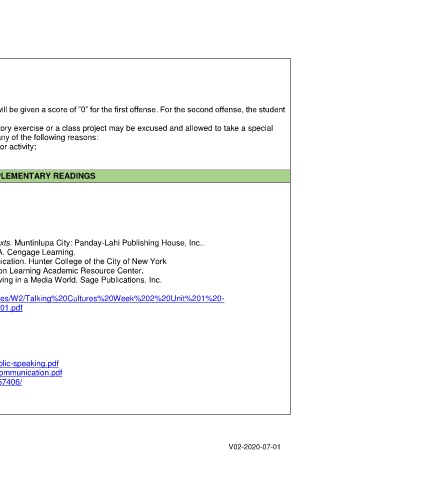 will be given a score of "0" for the first offense. For the second offense, the student
tory exercise or a class project may be excused and allowed to take a special
any of the following reasons:
or activity;
PLEMENTARY READINGS
xts. Muntinlupa City: Panday-Lahi Publishing House, Inc..
A. Cengage Learning.
ication. Hunter College of the City of New York
on Learning Academic Resource Center.
ving in a Media World. Sage Publications, Inc.
es/W2/Talking%20Cultures%20Week%202%20Unit%201%20-
01.pdf
blic-speaking.pdf
ommunication.pdf
57406/
V02-2020-07-01